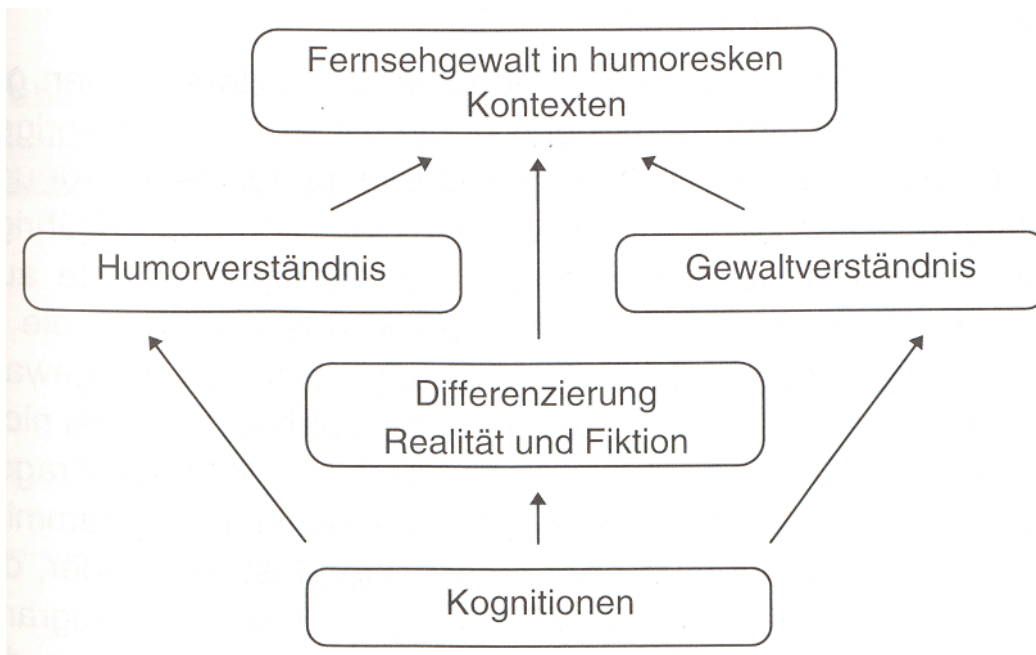 Fernsehgewalt in humoresken
Kontexten
Humorverständnis
Gewaltverständnis
Differenzierung
Realität und Fiktion
Kognitionen